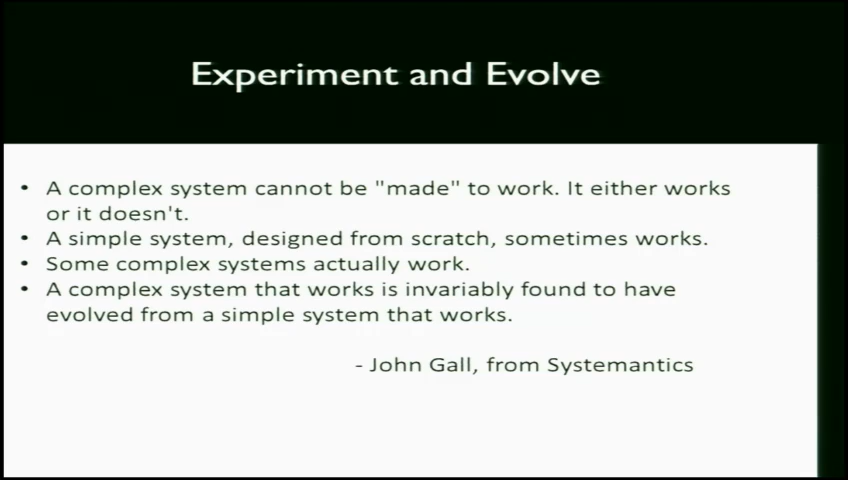 Experiment and Evolve
• A complex system cannot be "made" to work. It either works
or it doesn't.
• A simple system, designed from scratch, sometimes works.
• Some complex systems actually work.
• A complex system that works is invariably found to have
evolved from a simple system that works.
- John Gall, from Systemantics